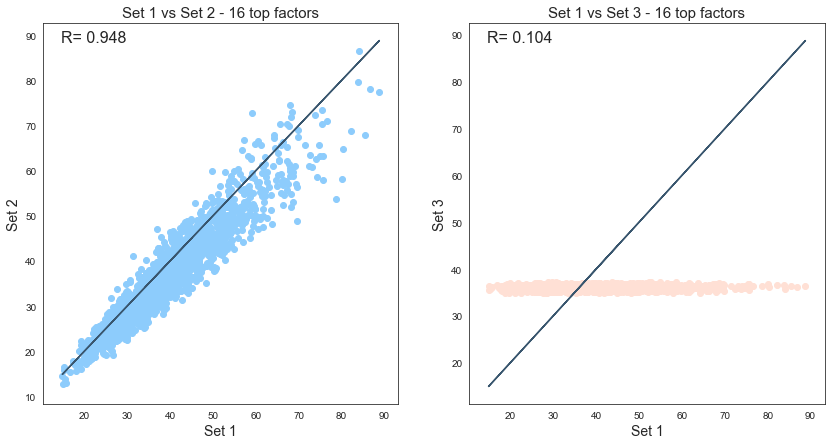 Set 1 vs Set 2 - 16 top factors
R= 0.948
90
80
70
60
50
40
30
20
10
Set 2
20 30 40 50 60 70 80 90
Set 1
Set 1 vs Set 3 - 16 top factors
R= 0.104
90
80
70
60
50
40
30
20
Set 3
20 30 40 50 60 70 80 90
Set 1